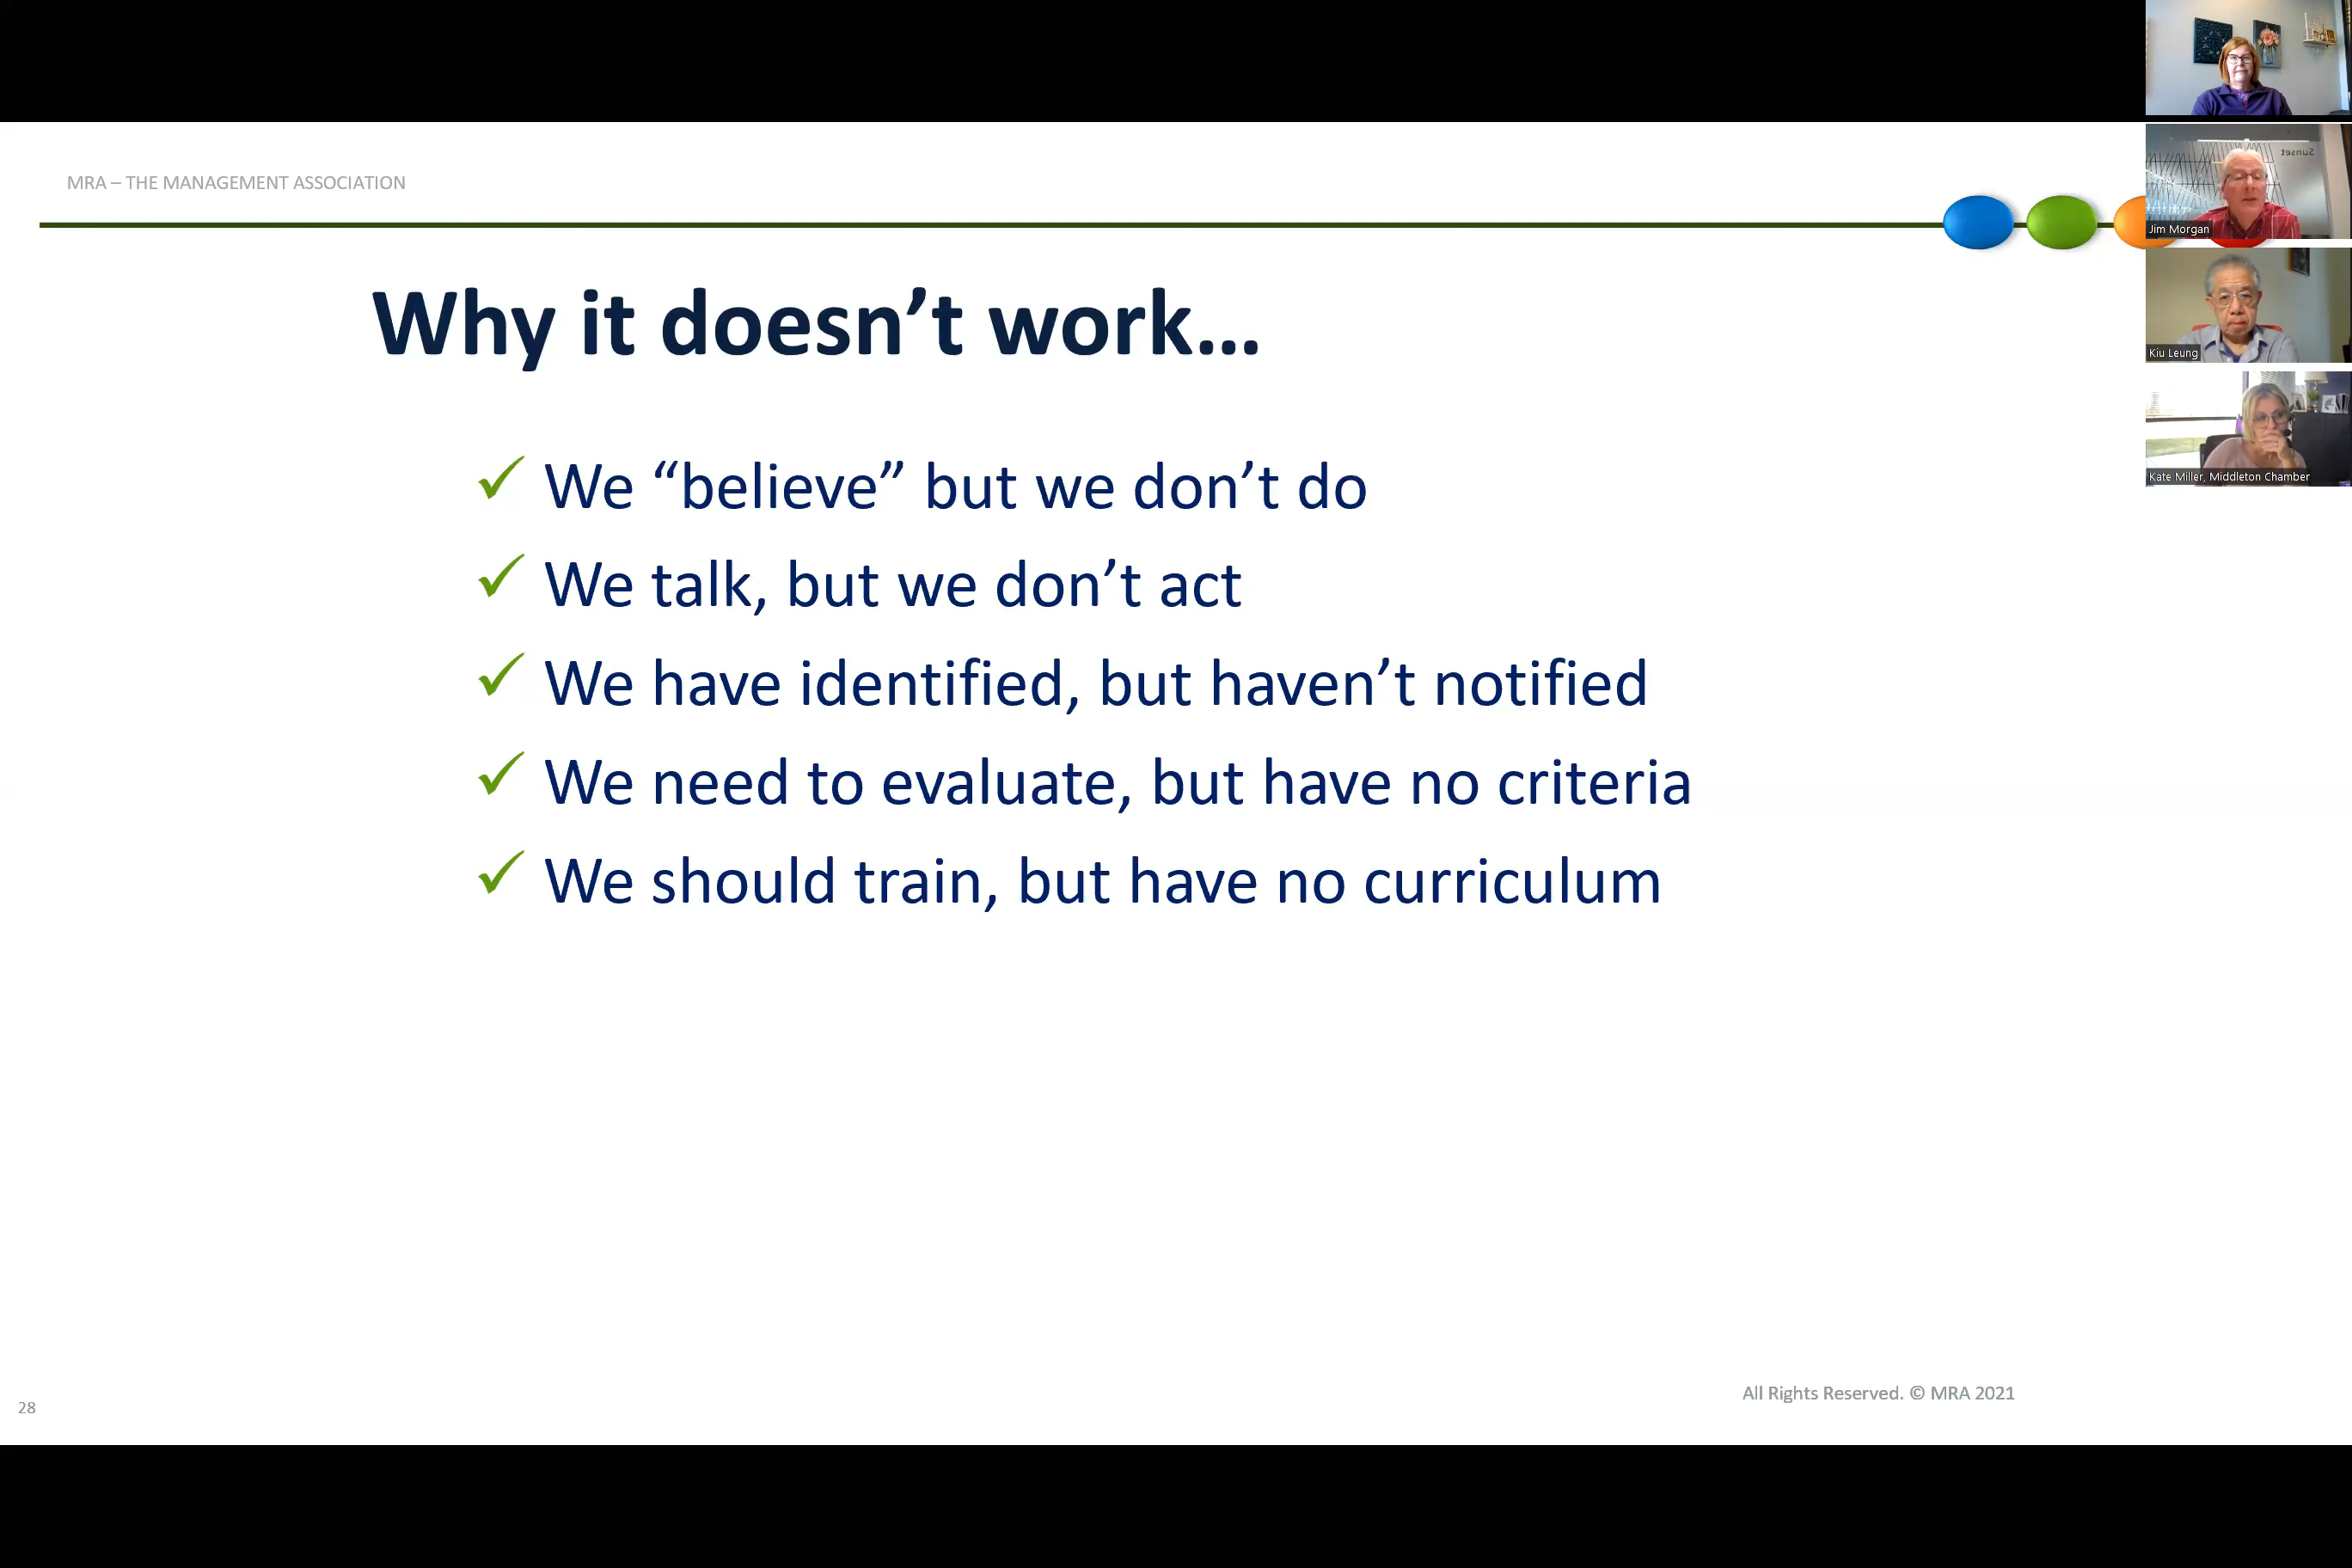 MRA – THE MANAGEMENT ASSOCIATION
Why it doesn’t work...
We “believe” but we don’t do
We talk, but we don’t act
We have identified, but haven’t notified
We need to evaluate, but have no criteria
We should train, but have no curriculum
28
All Rights Reserved. © MRA 2021
Sunset
Jim Morgan
Kiu Leung
Kate Miller, Middleton Chamber